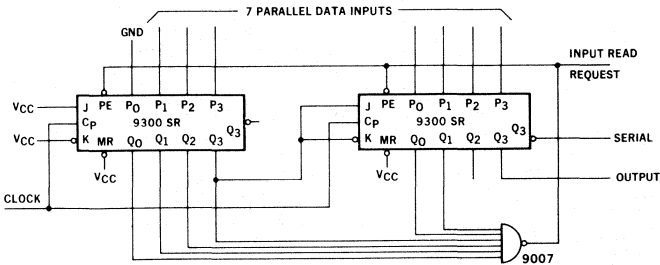 7 PARALLEL DATA INPUTS
GND
INPUT READ
REQUEST
VCC
J PE P0 P1 P2 P3
CP 9300 SR Q3
VCC
K MR Q0 Q1 Q2 Q3
VCC
J PE P0 P1 P2 P3
CP 9300 SR Q3
K MR Q0 Q1 Q2 Q3
VCC
SERIAL
OUTPUT
CLOCK
9007